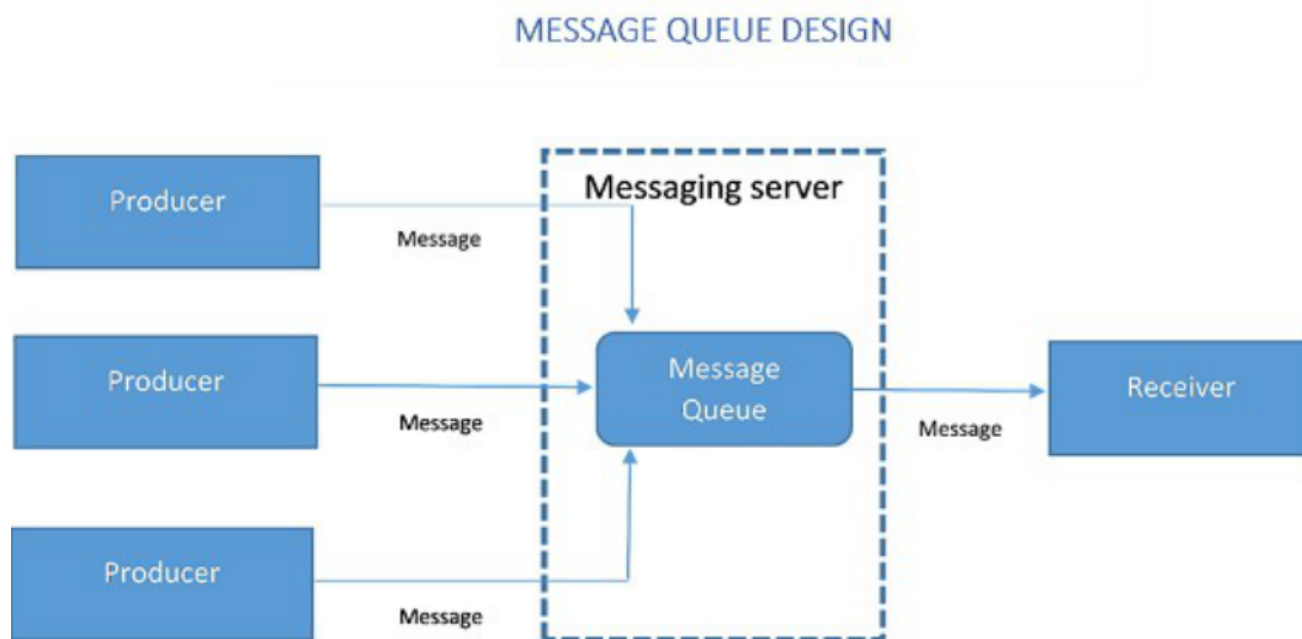 MESSAGE QUEUE DESIGN
Messaging server
Producer
Message
Producer
Message
Message
Queue
Message
Receiver
Producer
Message